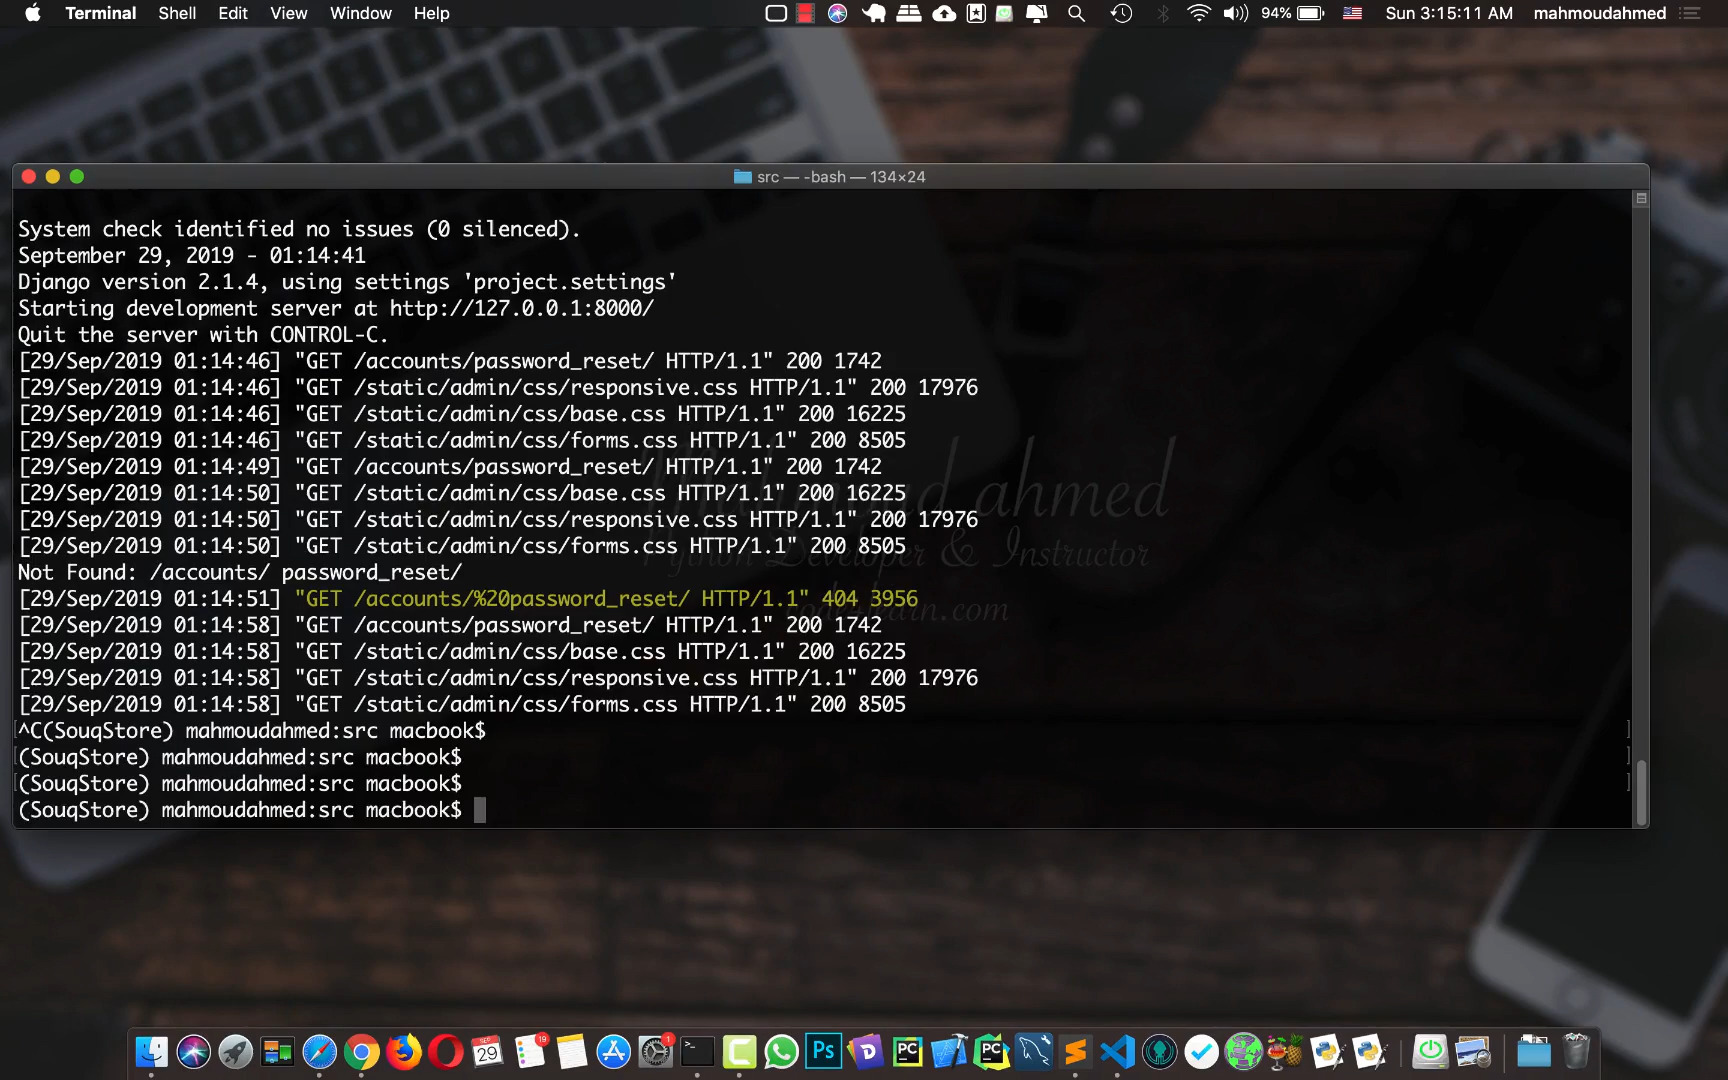 Terminal Shell Edit View Window Help 94% Sun 3:15:11 AM mahmoudahmed
src — -bash — 134×24
System check identified no issues (0 silenced).
September 29, 2019 - 01:14:41
Django version 2.1.4, using settings 'project.settings'
Starting development server at http://127.0.0.1:8000/
Quit the server with CONTROL-C.
[29/Sep/2019 01:14:46] "GET /accounts/password_reset/ HTTP/1.1" 200 1742
[29/Sep/2019 01:14:46] "GET /static/admin/css/responsive.css HTTP/1.1" 200 17976
[29/Sep/2019 01:14:46] "GET /static/admin/css/base.css HTTP/1.1" 200 16225
[29/Sep/2019 01:14:46] "GET /static/admin/css/forms.css HTTP/1.1" 200 8505
[29/Sep/2019 01:14:49] "GET /accounts/password_reset/ HTTP/1.1" 200 1742
[29/Sep/2019 01:14:50] "GET /static/admin/css/base.css HTTP/1.1" 200 16225
[29/Sep/2019 01:14:50] "GET /static/admin/css/responsive.css HTTP/1.1" 200 17976
[29/Sep/2019 01:14:50] "GET /static/admin/css/forms.css HTTP/1.1" 200 8505
Not Found: /accounts/ password_reset/
[29/Sep/2019 01:14:51] "GET /accounts/%20password_reset/ HTTP/1.1" 404 3956
[29/Sep/2019 01:14:58] "GET /accounts/password_reset/ HTTP/1.1" 200 1742
[29/Sep/2019 01:14:58] "GET /static/admin/css/base.css HTTP/1.1" 200 16225
[29/Sep/2019 01:14:58] "GET /static/admin/css/responsive.css HTTP/1.1" 200 17976
[29/Sep/2019 01:14:58] "GET /static/admin/css/forms.css HTTP/1.1" 200 8505
[^C(SouqStore) mahmoudahmed:src macbook$ ]
[(SouqStore) mahmoudahmed:src macbook$ ]
[(SouqStore) mahmoudahmed:src macbook$ ]
(SouqStore) mahmoudahmed:src macbook$
Mahmoud ahmed
Python Developer & Instructor
code4learn.com
SEP 29 19 1 Ps D PC PC